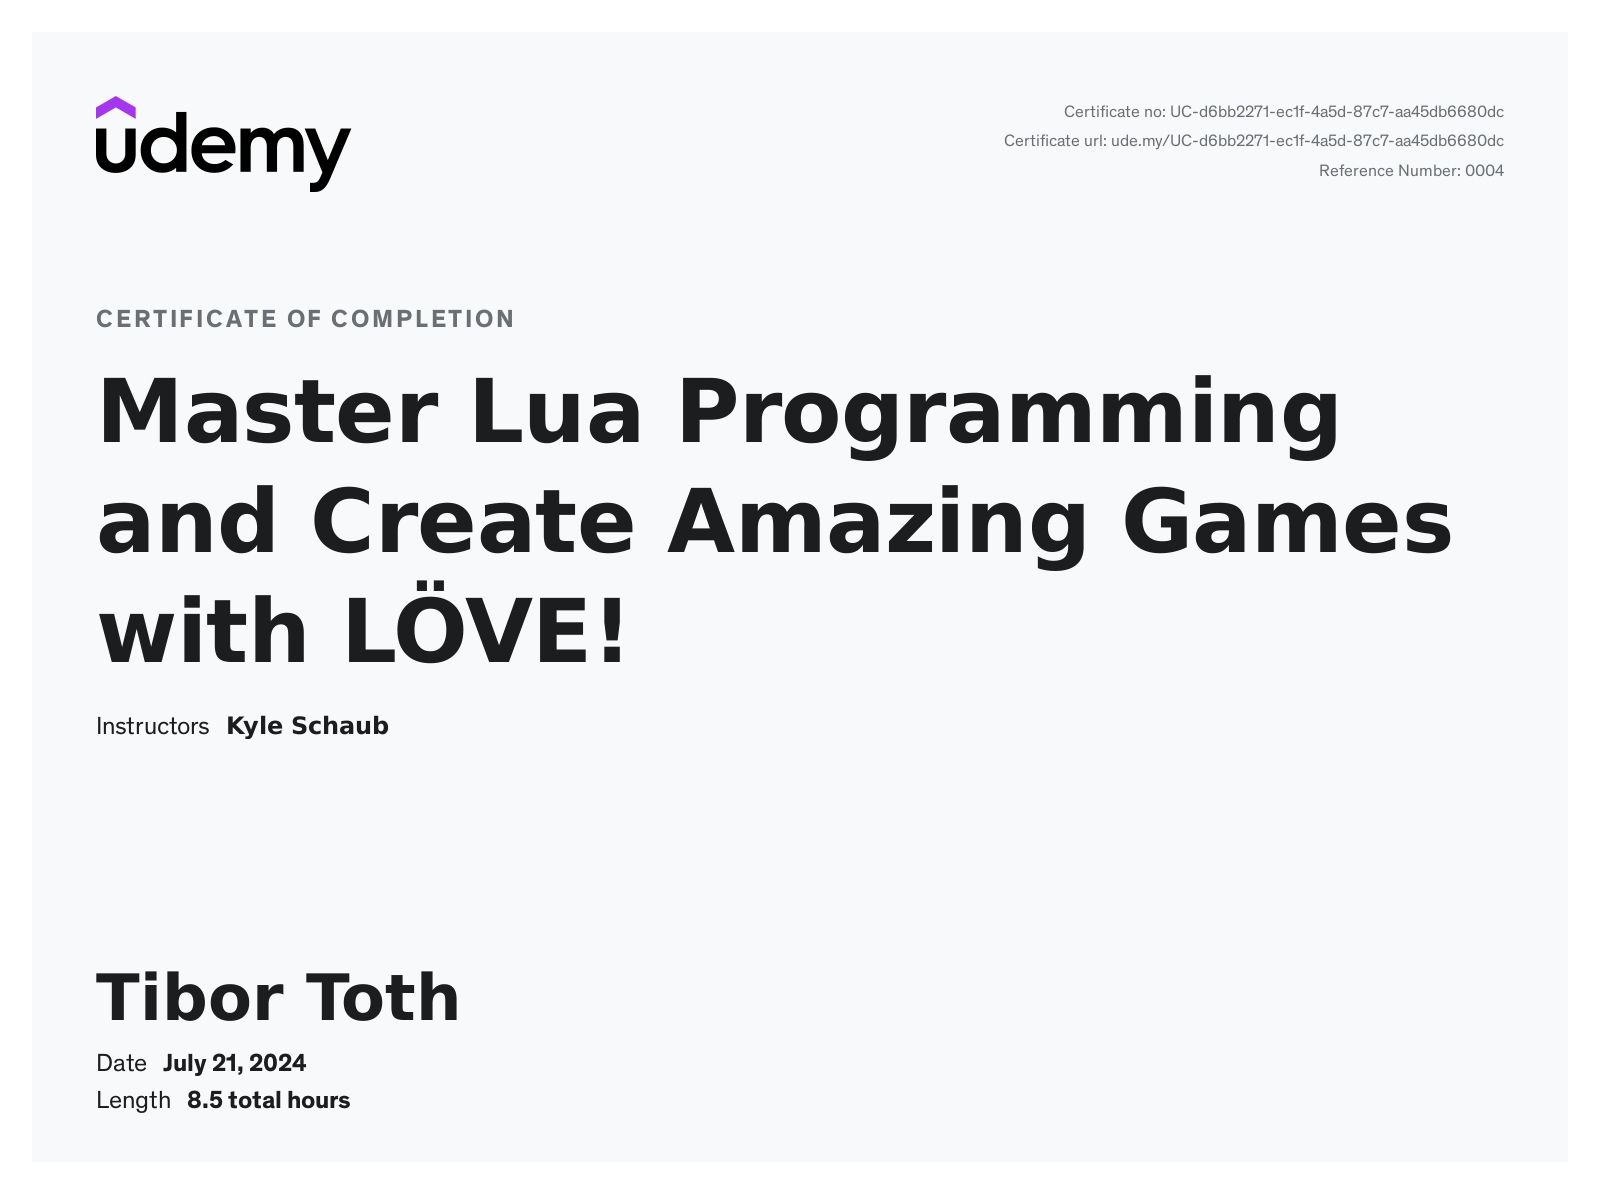 udemy
Certificate no: UC-d6bb2271-ec1f-4a5d-87c7-aa45db6680dc
Certificate url: ude.my/UC-d6bb2271-ec1f-4a5d-87c7-aa45db6680dc
Reference Number: 0004
CERTIFICATE OF COMPLETION
Master Lua Programming
and Create Amazing Games
with LÖVE!
Instructors Kyle Schaub
Tibor Toth
Date July 21, 2024
Length 8.5 total hours